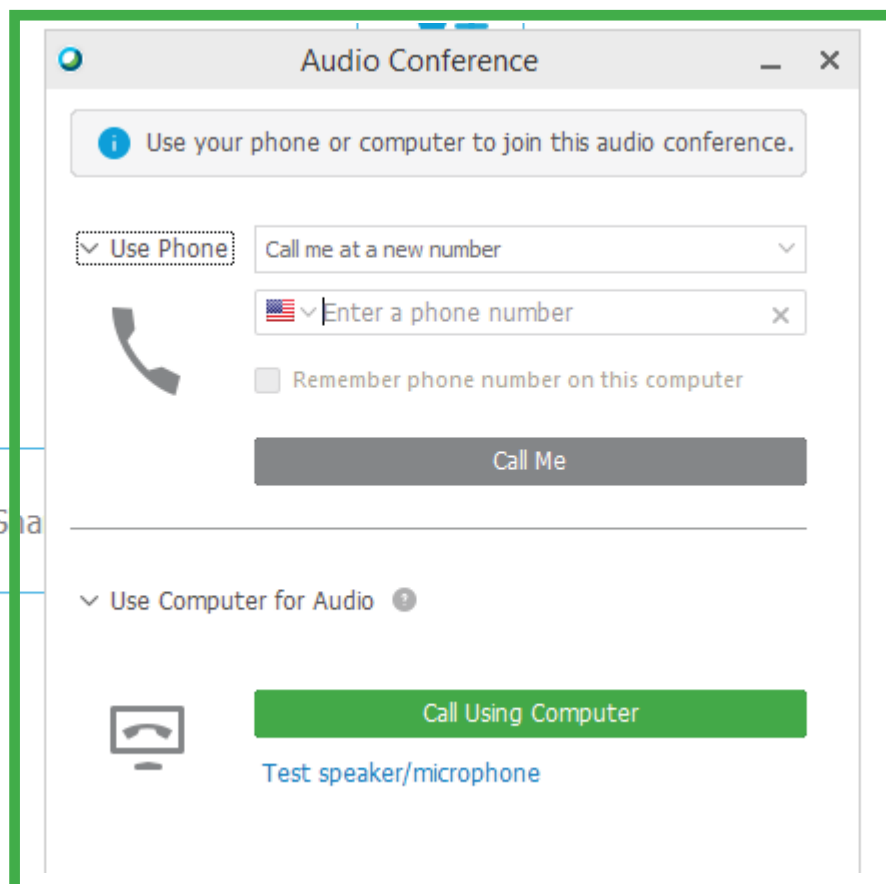 Audio Conference
Use your phone or computer to join this audio conference.
Use Phone
Call me at a new number
Enter a phone number
Remember phone number on this computer
Call Me
Sha
Use Computer for Audio
Call Using Computer
Test speaker/microphone